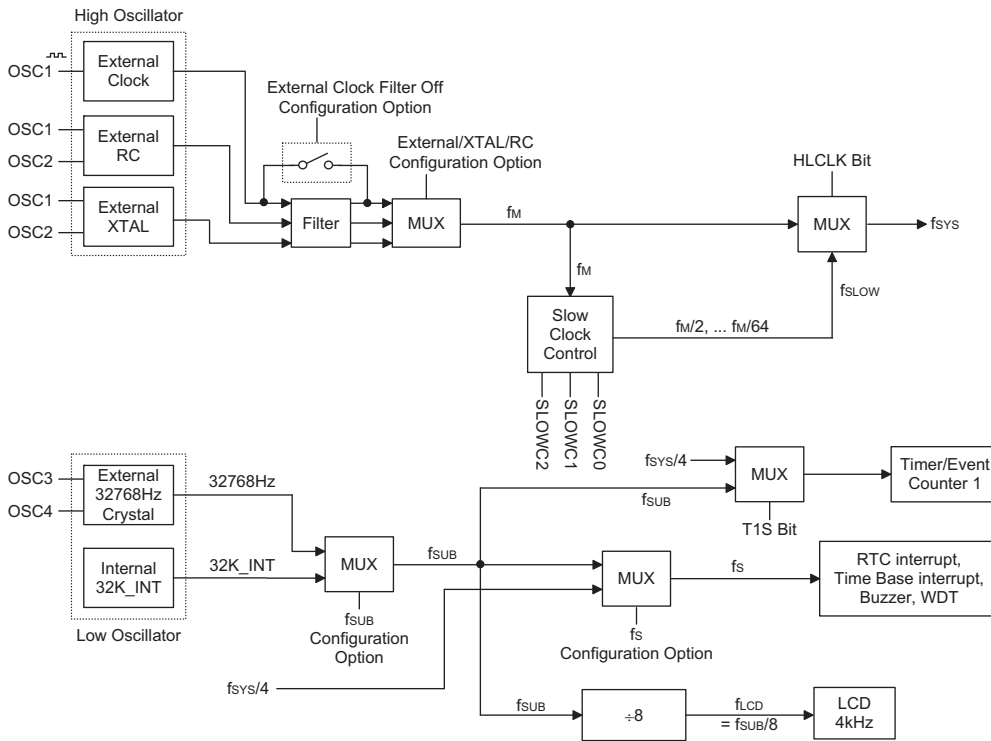 High Oscillator
OSC1
External
Clock
OSC1
OSC2
External
RC
OSC1
OSC2
External
XTAL
External Clock Filter Off
Configuration Option
Filter
External/XTAL/RC
Configuration Option
MUX
fM
fM
Slow
Clock
Control
SLOWC2
SLOWC1
SLOWC0
fM/2, ... fM/64
HLCLK Bit
MUX
fSYS
fSLOW
OSC3
OSC4
External
32768Hz
Crystal
32768Hz
Internal
32K_INT
32K_INT
Low Oscillator
MUX
fSUB
Configuration
Option
fSUB
fSYS/4
fSUB
MUX
T1S Bit
Timer/Event
Counter 1
MUX
fS
Configuration Option
fS
RTC interrupt,
Time Base interrupt,
Buzzer, WDT
fSYS/4
fSUB
÷8
fLCD
= fSUB/8
LCD
4kHz